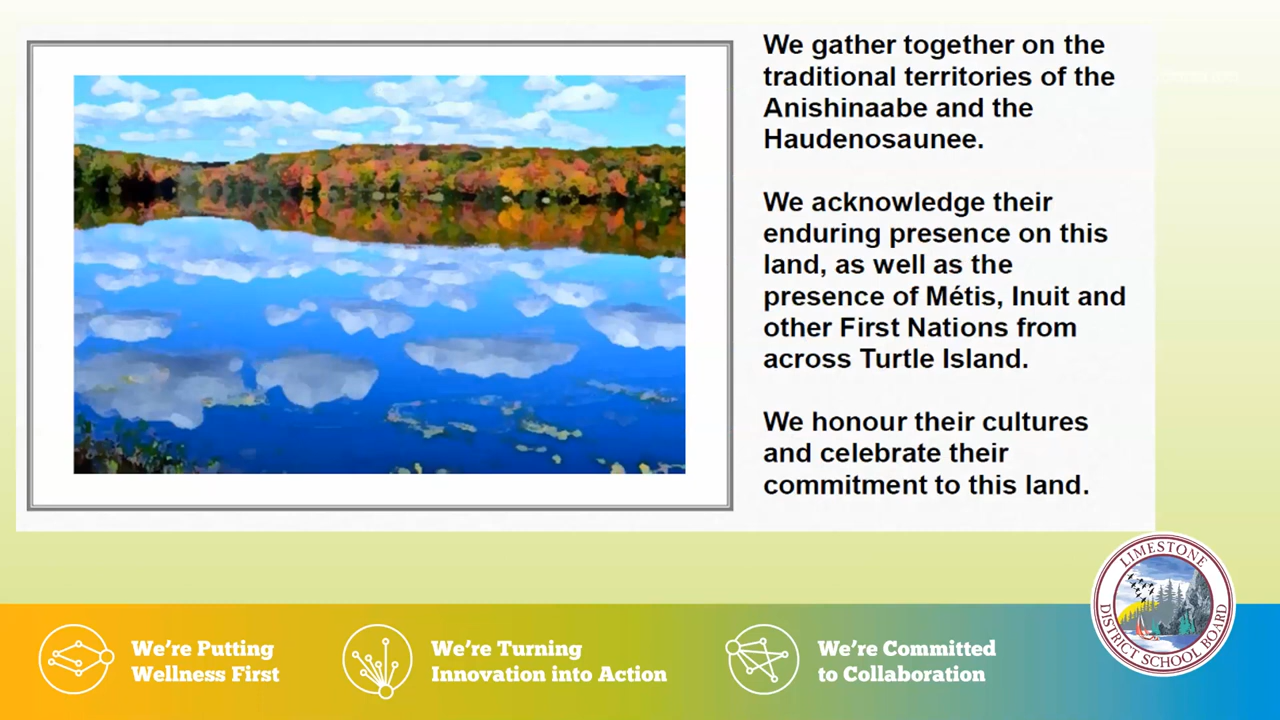 We gather together on the
traditional territories of the
Anishinaabe and the
Haudenosaunee.
We acknowledge their
enduring presence on this
land, as well as the
presence of Métis, Inuit and
other First Nations from
across Turtle Island.
We honour their cultures
and celebrate their
commitment to this land.
LIMESTONE
DISTRICT SCHOOL BOARD
We're Putting
Wellness First
We're Turning
Innovation into Action
We're Committed
to Collaboration